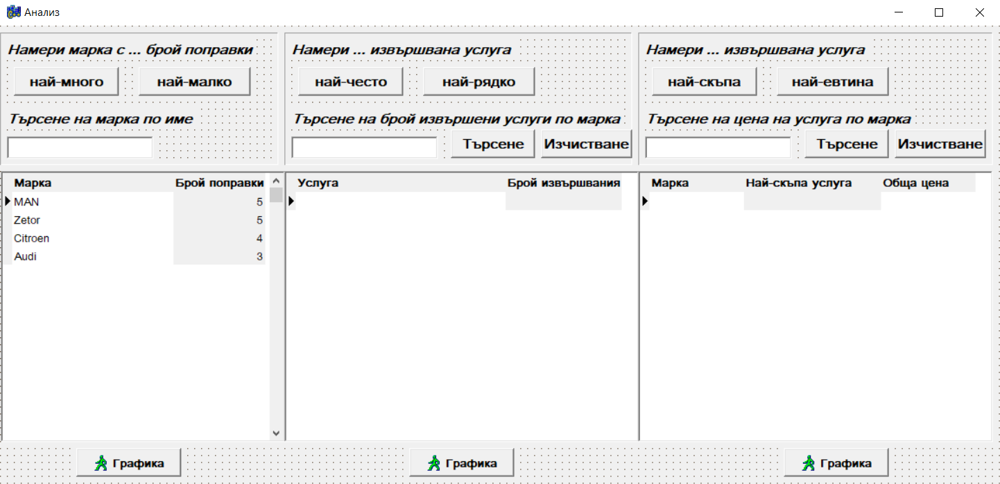 Анализ
Намери марка с ... брой поправки
най-много
най-малко
Търсене на марка по име
Намери ... извършвана услуга
най-често
най-рядко
Търсене на брой извършени услуги по марка
Търсене
Изчистване
Намери ... извършвана услуга
най-скъпа
най-евтина
Търсене на цена на услуга по марка
Търсене
Изчистване
Марка Брой поправки
MAN 5
Zetor 5
Citroen 4
Audi 3
Услуга Брой извършвания
Марка Най-скъпа услуга Обща цена
Графика
Графика
Графика